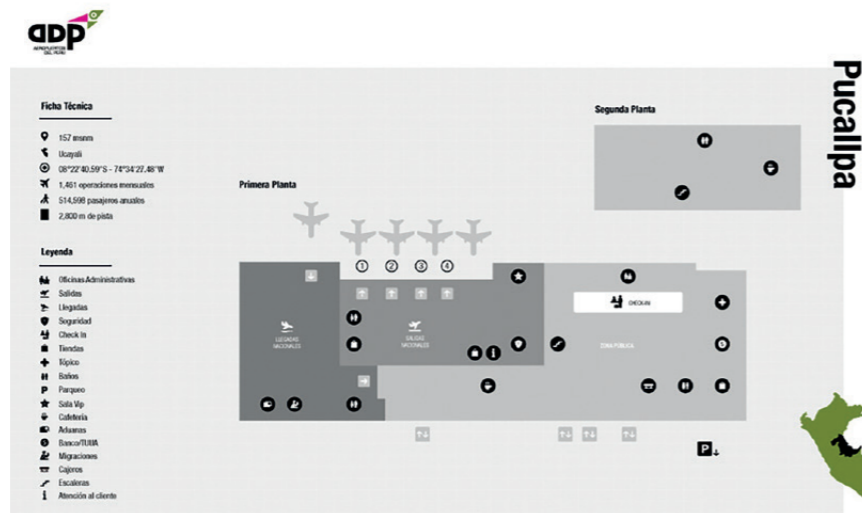 adp
AEROPUERTOS
DEL PERÚ
Pucallpa
Ficha Técnica
157 msnm
Ucayali
08°22'40.59"S - 74°34'27.48"W
1,461 operaciones mensuales
514,598 pasajeros anuales
2,800 m de pista
Leyenda
Oficinas Administrativas
Salidas
Llegadas
Seguridad
Check In
Tiendas
Tópico
Baños
P Parqueo
Sala Vip
Cafetería
Aduanas
Banco/TUUA
Migraciones
Cajeros
Escaleras
Atención al cliente
Primera Planta
1 2 3 4
LLEGADAS
NACIONALES
SALIDAS
NACIONALES
CHECK-IN
ZONA PÚBLICA
P
Segunda Planta